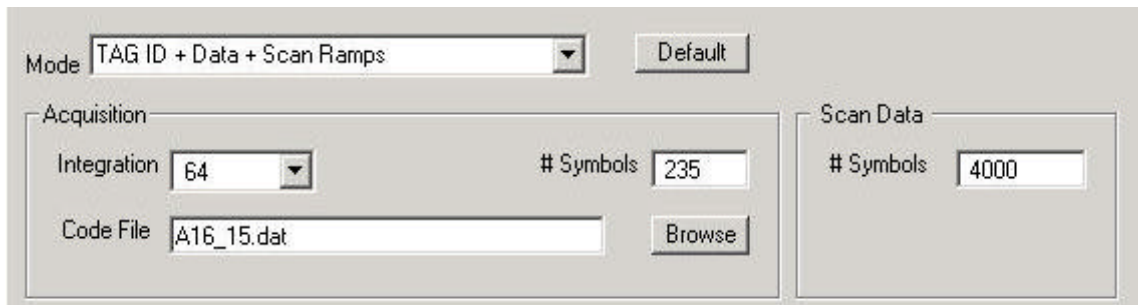 Mode TAG ID + Data + Scan Ramps Default
Acquisition
Integration 64 # Symbols 235
Code File A16_15.dat Browse
Scan Data
# Symbols 4000